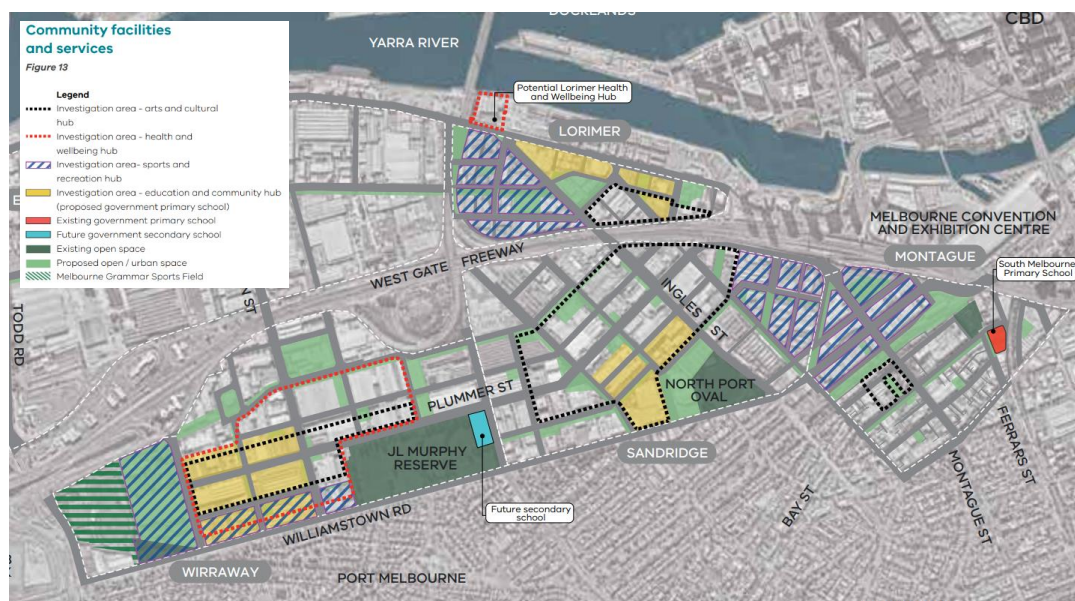 DOCKLANDS
CBD
Community facilities
and services
Figure 13
Legend
Investigation area - arts and cultural
hub
Investigation area - health and
wellbeing hub
Investigation area- sports and
recreation hub
Investigation area - education and community hub
(proposed government primary school)
Existing government primary school
Future government secondary school
Existing open space
Proposed open / urban space
Melbourne Grammar Sports Field
YARRA RIVER
Potential Lorimer Health
and Wellbeing Hub
LORIMER
MELBOURNE CONVENTION
AND EXHIBITION CENTRE
MONTAGUE
South Melbourne
Primary School
WEST GATE FREEWAY
INGLES ST
TODD RD
N ST
PLUMMER ST
NORTH PORT
OVAL
JL MURPHY
RESERVE
SANDRIDGE
FERRARS ST
MONTAGUE ST
BAY ST
Future secondary
school
WILLIAMSTOWN RD
WIRRAWAY
PORT MELBOURNE